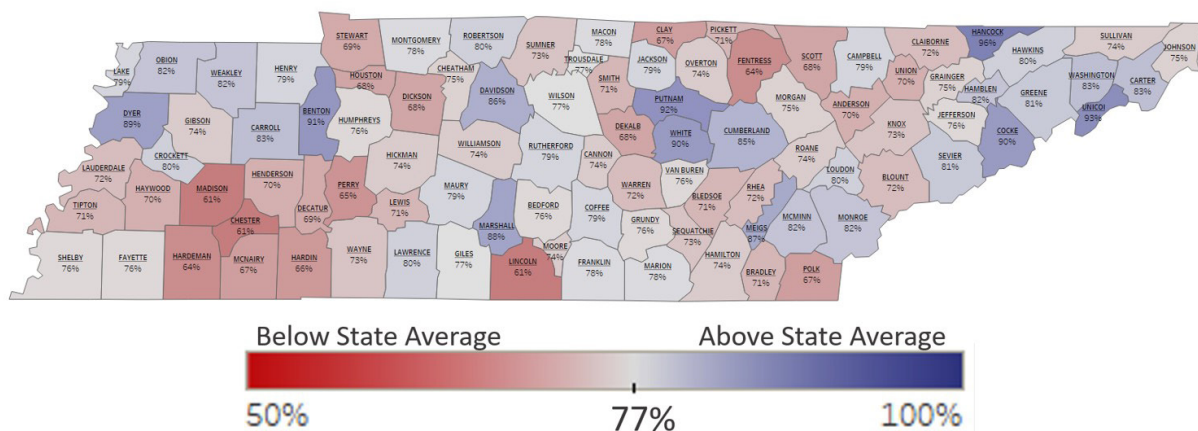 STEWART
69%
MONTGOMERY
78%
ROBERTSON
80%
SUMNER
73%
MACON
78%
TROUSDALE
77%
CLAY
67%
PICKETT
71%
FENTRESS
64%
SCOTT
68%
CAMPBELL
79%
CLAIBORNE
72%
HANCOCK
96%
HAWKINS
80%
SULLIVAN
74%
JOHNSON
75%
LAKE
79%
OBION
82%
WEAKLEY
82%
HENRY
79%
HOUSTON
68%
DICKSON
68%
CHEATHAM
75%
DAVIDSON
86%
WILSON
77%
SMITH
71%
JACKSON
79%
OVERTON
74%
MORGAN
75%
ANDERSON
70%
UNION
70%
GRAINGER
75%
HAMBLEN
82%
GREENE
81%
WASHINGTON
83%
CARTER
83%
UNICOI
93%
DYER
89%
GIBSON
74%
CARROLL
83%
BENTON
91%
HUMPHREYS
76%
PUTNAM
92%
DEKALB
68%
WHITE
90%
CUMBERLAND
85%
KNOX
73%
JEFFERSON
76%
COCKE
90%
CROCKETT
80%
HICKMAN
74%
WILLIAMSON
74%
RUTHERFORD
79%
CANNON
74%
VAN BUREN
76%
ROANE
74%
LOUDON
80%
BLOUNT
72%
SEVIER
81%
LAUDERDALE
72%
HAYWOOD
70%
MADISON
61%
HENDERSON
70%
DECATUR
69%
PERRY
65%
LEWIS
71%
MAURY
79%
WARREN
72%
BLEDSOE
71%
RHEA
72%
TIPTON
71%
CHESTER
61%
MARSHALL
88%
BEDFORD
76%
COFFEE
79%
GRUNDY
76%
SEQUATCHIE
73%
MEIGS
87%
MCMINN
82%
MONROE
82%
SHELBY
76%
FAYETTE
76%
HARDEMAN
64%
MCNAIRY
67%
HARDIN
66%
WAYNE
73%
LAWRENCE
80%
GILES
77%
LINCOLN
61%
MOORE
74%
FRANKLIN
78%
MARION
78%
HAMILTON
74%
BRADLEY
71%
POLK
67%
Below State Average Above State Average
50% 77% 100%